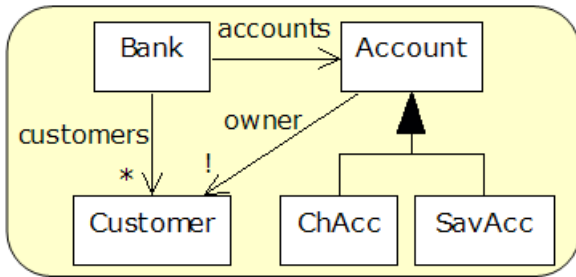 accounts
Bank
Account
customers
owner
*
!
Customer
ChAcc
SavAcc